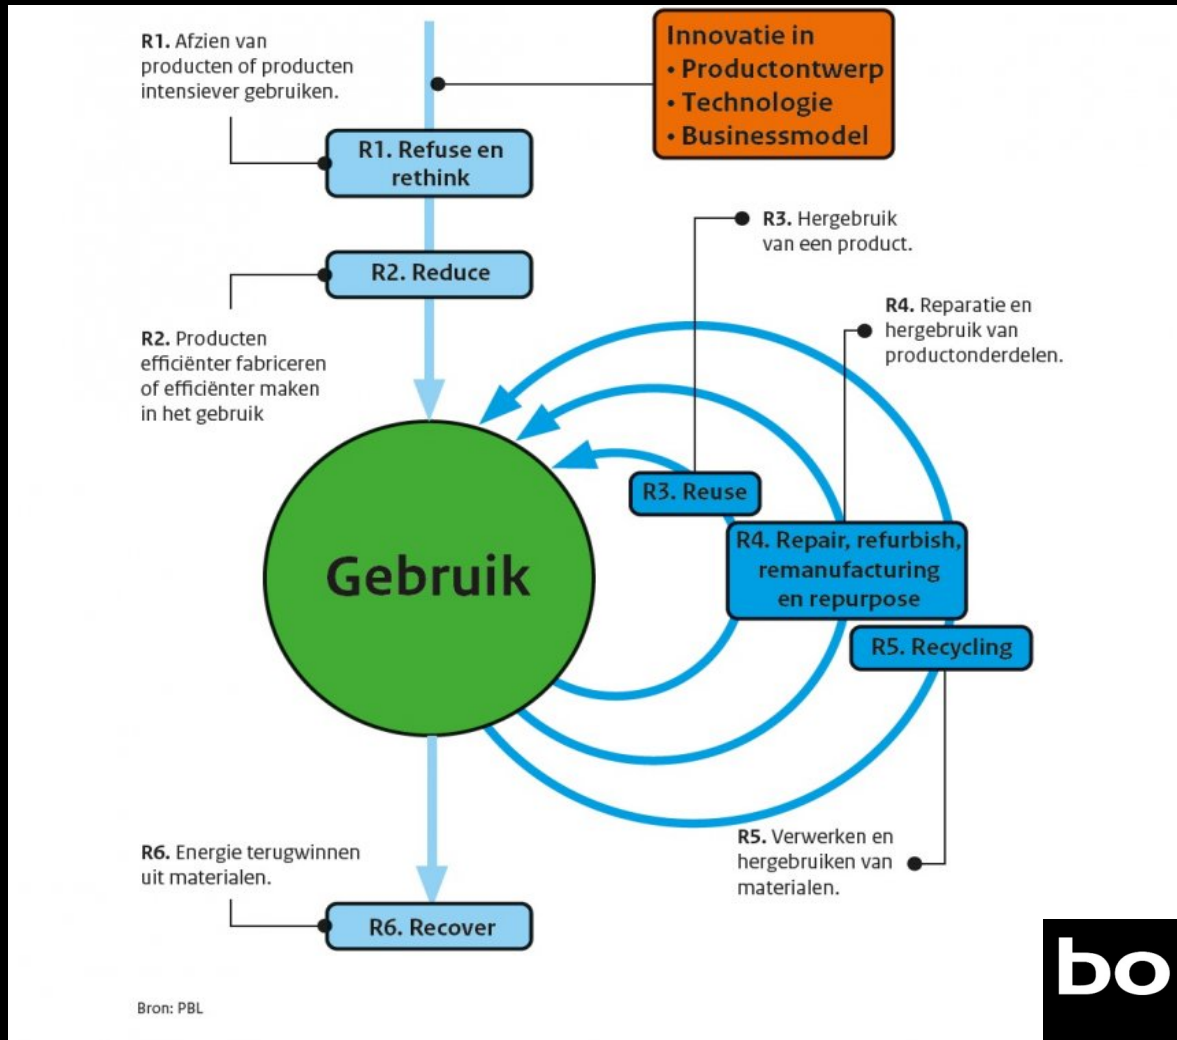 R1. Afzien van
producten of producten
intensiever gebruiken.
Innovatie in
• Productontwerp
• Technologie
• Businessmodel
R1. Refuse en
rethink
R3. Hergebruik
van een product.
R2. Reduce
R4. Reparatie en
hergebruik van
productonderdelen.
R2. Producten
efficiënter fabriceren
of efficiënter maken
in het gebruik
R3. Reuse
Gebruik
R4. Repair, refurbish,
remanufacturing
en repurpose
R5. Recycling
R5. Verwerken en
hergebruiken van
materialen.
R6. Energie terugwinnen
uit materialen.
R6. Recover
bo
Bron: PBL